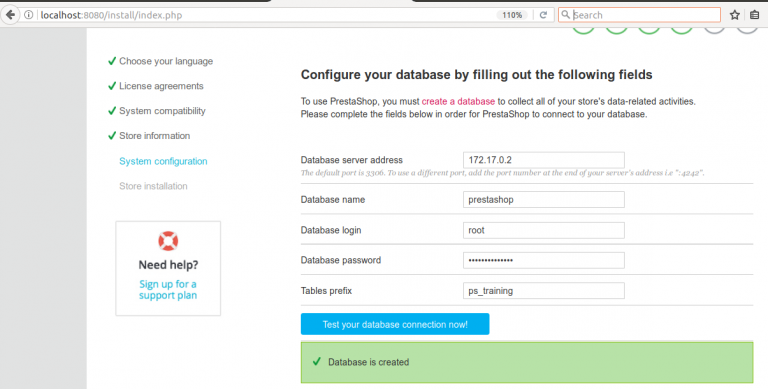 localhost:8080/install/index.php
110%
Search
Choose your language
License agreements
System compatibility
Store information
System configuration
Store installation
Need help?
Sign up for a
support plan
Configure your database by filling out the following fields
To use PrestaShop, you must create a database to collect all of your store's data-related activities.
Please complete the fields below in order for PrestaShop to connect to your database.
Database server address 172.17.0.2
The default port is 3306. To use a different port, add the port number at the end of your server's address i.e ":4242".
Database name prestashop
Database login root
Database password ••••••••••••••
Tables prefix ps_training
Test your database connection now!
Database is created